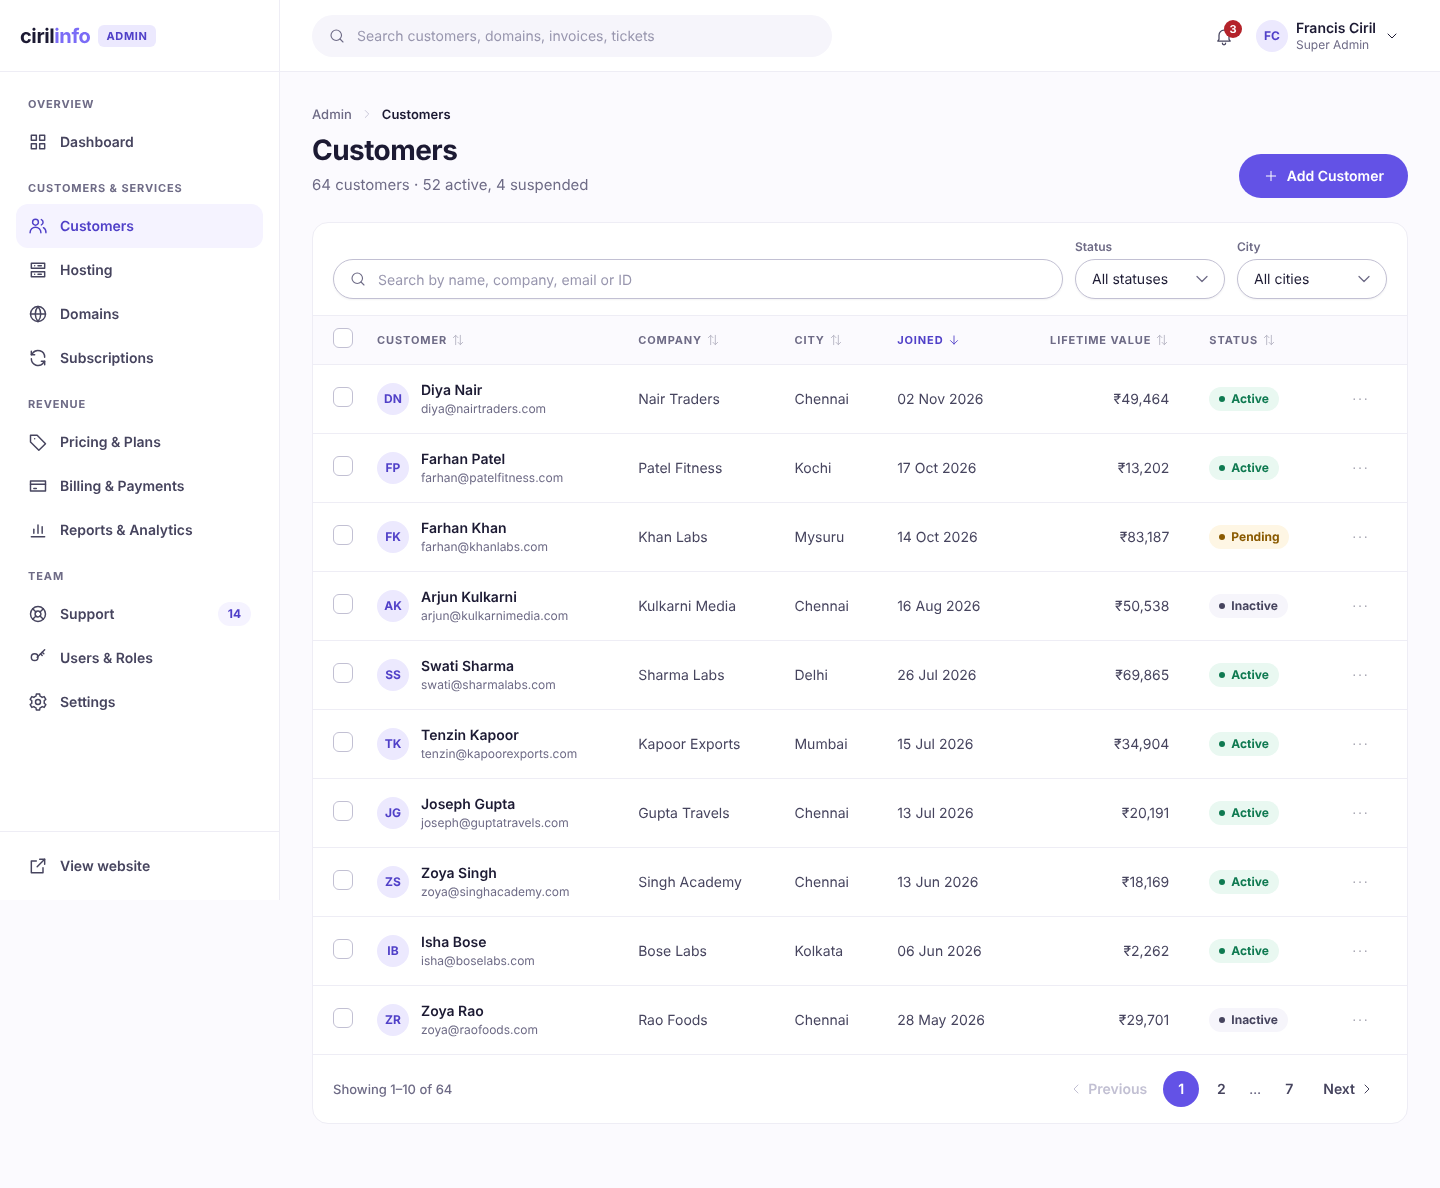 cirilinfo ADMIN
Search customers, domains, invoices, tickets
3
FC
Francis Ciril
Super Admin
OVERVIEW
Dashboard
CUSTOMERS & SERVICES
Customers
Hosting
Domains
Subscriptions
REVENUE
Pricing & Plans
Billing & Payments
Reports & Analytics
TEAM
Support 14
Users & Roles
Settings
View website
Admin > Customers
Customers
64 customers · 52 active, 4 suspended
+ Add Customer
Status
City
Search by name, company, email or ID
All statuses
All cities
CUSTOMER COMPANY CITY JOINED LIFETIME VALUE STATUS
DN Diya Nair Nair Traders Chennai 02 Nov 2026 ₹49,464 Active ...
diya@nairtraders.com
FP Farhan Patel Patel Fitness Kochi 17 Oct 2026 ₹13,202 Active ...
farhan@patelfitness.com
FK Farhan Khan Khan Labs Mysuru 14 Oct 2026 ₹83,187 Pending ...
farhan@khanlabs.com
AK Arjun Kulkarni Kulkarni Media Chennai 16 Aug 2026 ₹50,538 Inactive ...
arjun@kulkarnimedia.com
SS Swati Sharma Sharma Labs Delhi 26 Jul 2026 ₹69,865 Active ...
swati@sharmalabs.com
TK Tenzin Kapoor Kapoor Exports Mumbai 15 Jul 2026 ₹34,904 Active ...
tenzin@kapoorexports.com
JG Joseph Gupta Gupta Travels Chennai 13 Jul 2026 ₹20,191 Active ...
joseph@guptatravels.com
ZS Zoya Singh Singh Academy Chennai 13 Jun 2026 ₹18,169 Active ...
zoya@singhacademy.com
IB Isha Bose Bose Labs Kolkata 06 Jun 2026 ₹2,262 Active ...
isha@boselabs.com
ZR Zoya Rao Rao Foods Chennai 28 May 2026 ₹29,701 Inactive ...
zoya@raofoods.com
Showing 1–10 of 64
Previous 1 2 ... 7 Next